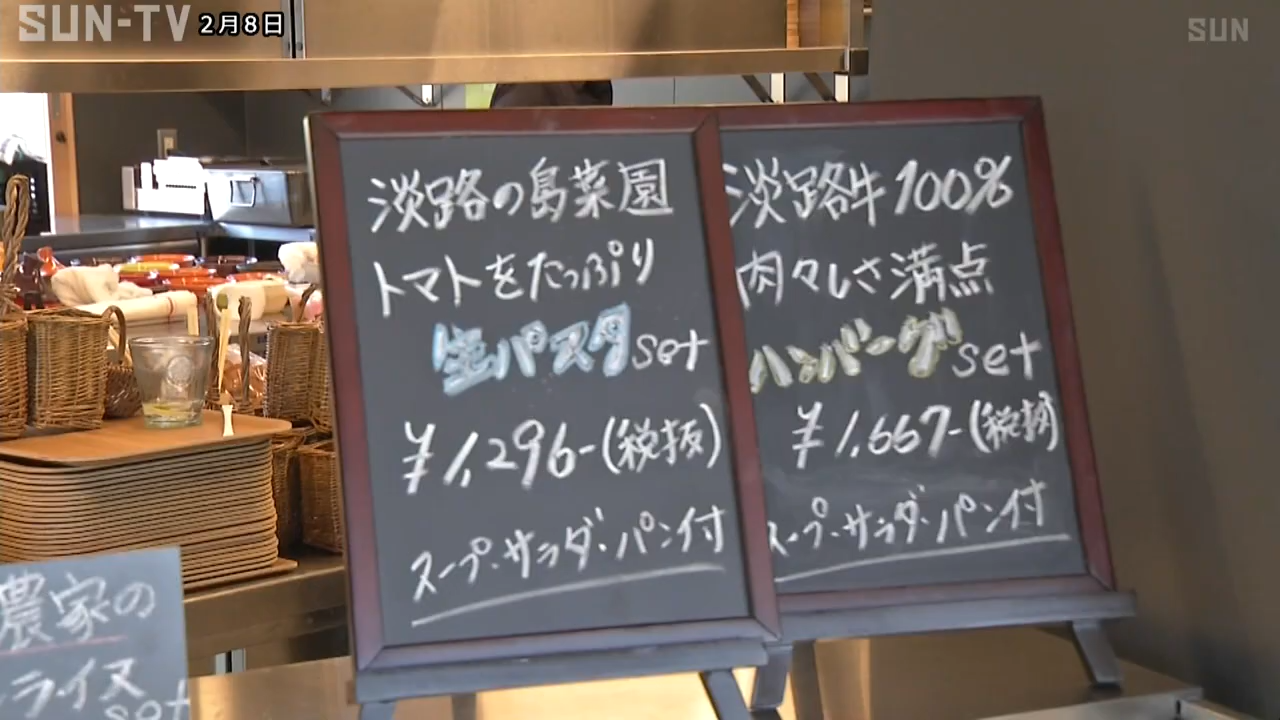 SUN-TV 2月8日
SUN
淡路の島菜園
トマトをたっぷり
生パスタset
¥1,296-(税抜)
スープ・サラダ・パン付
淡路牛100%
肉々しさ満点
ハンバーグset
¥1,667-(税抜)
スープ・サラダ・パン付
農家の
ライス
set